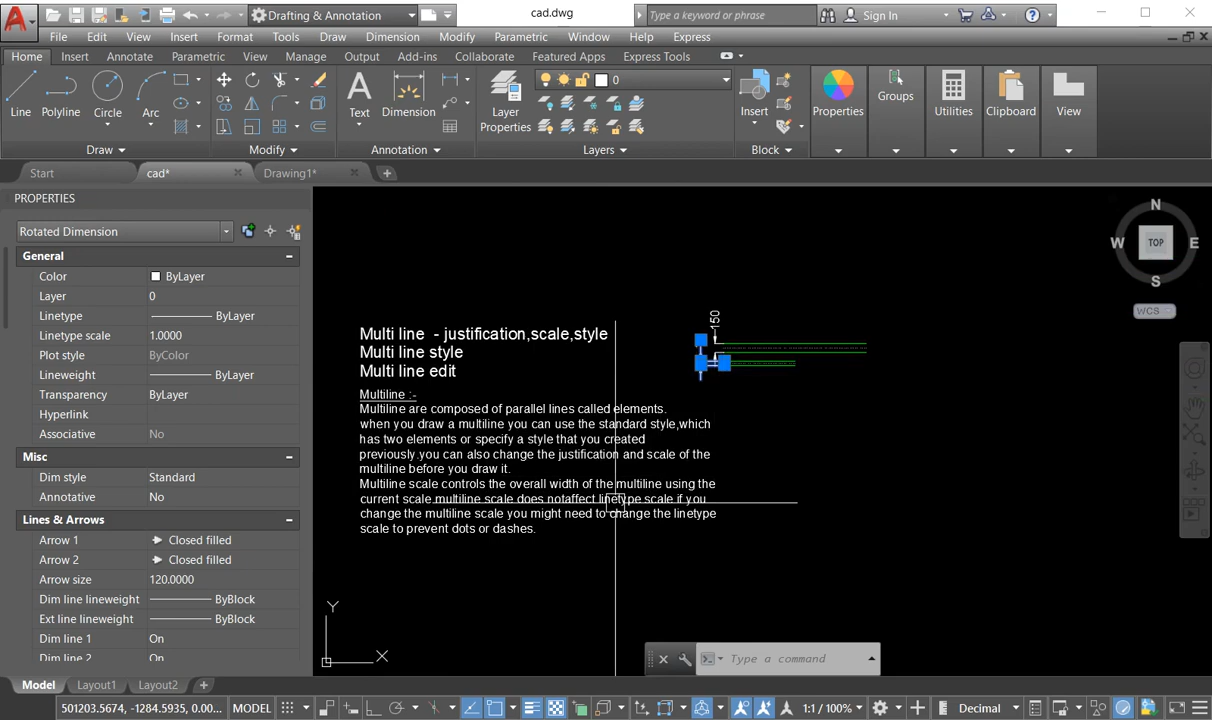 Drafting & Annotation
cad.dwg
Type a keyword or phrase
Sign In
File Edit View Insert Format Tools Draw Dimension Modify Parametric Window Help Express
Home Insert Annotate Parametric View Manage Output Add-ins Collaborate Featured Apps Express Tools
0
Line Polyline Circle Arc
Text Dimension
Layer Properties
Insert
Properties
Groups
Utilities
Clipboard
View
Draw Modify Annotation Layers Block
Start cad* Drawing1*
PROPERTIES
Rotated Dimension
General
Color ByLayer
Layer 0
Linetype ByLayer
Linetype scale 1.0000
Plot style ByColor
Lineweight ByLayer
Transparency ByLayer
Hyperlink
Associative No
Misc
Dim style Standard
Annotative No
Lines & Arrows
Arrow 1 Closed filled
Arrow 2 Closed filled
Arrow size 120.0000
Dim line lineweight ByBlock
Ext line lineweight ByBlock
Dim line 1 On
Dim line 2 On
Multi line - justification,scale,style
Multi line style
Multi line edit
Multiline :-
Multiline are composed of parallel lines called elements.
when you draw a multiline you can use the standard style,which
has two elements or specify a style that you created
previously.you can also change the justification and scale of the
multiline before you draw it.
Multiline scale controls the overall width of the multiline using the
current scale.multiline scale does notaffect linetype scale if you
change the multiline scale you might need to change the linetype
scale to prevent dots or dashes.
150
N
W TOP E
S
WCS
Y
X
Type a command
Model Layout1 Layout2
501203.5674, -1284.5935, 0.00... MODEL 1:1 / 100% Decimal